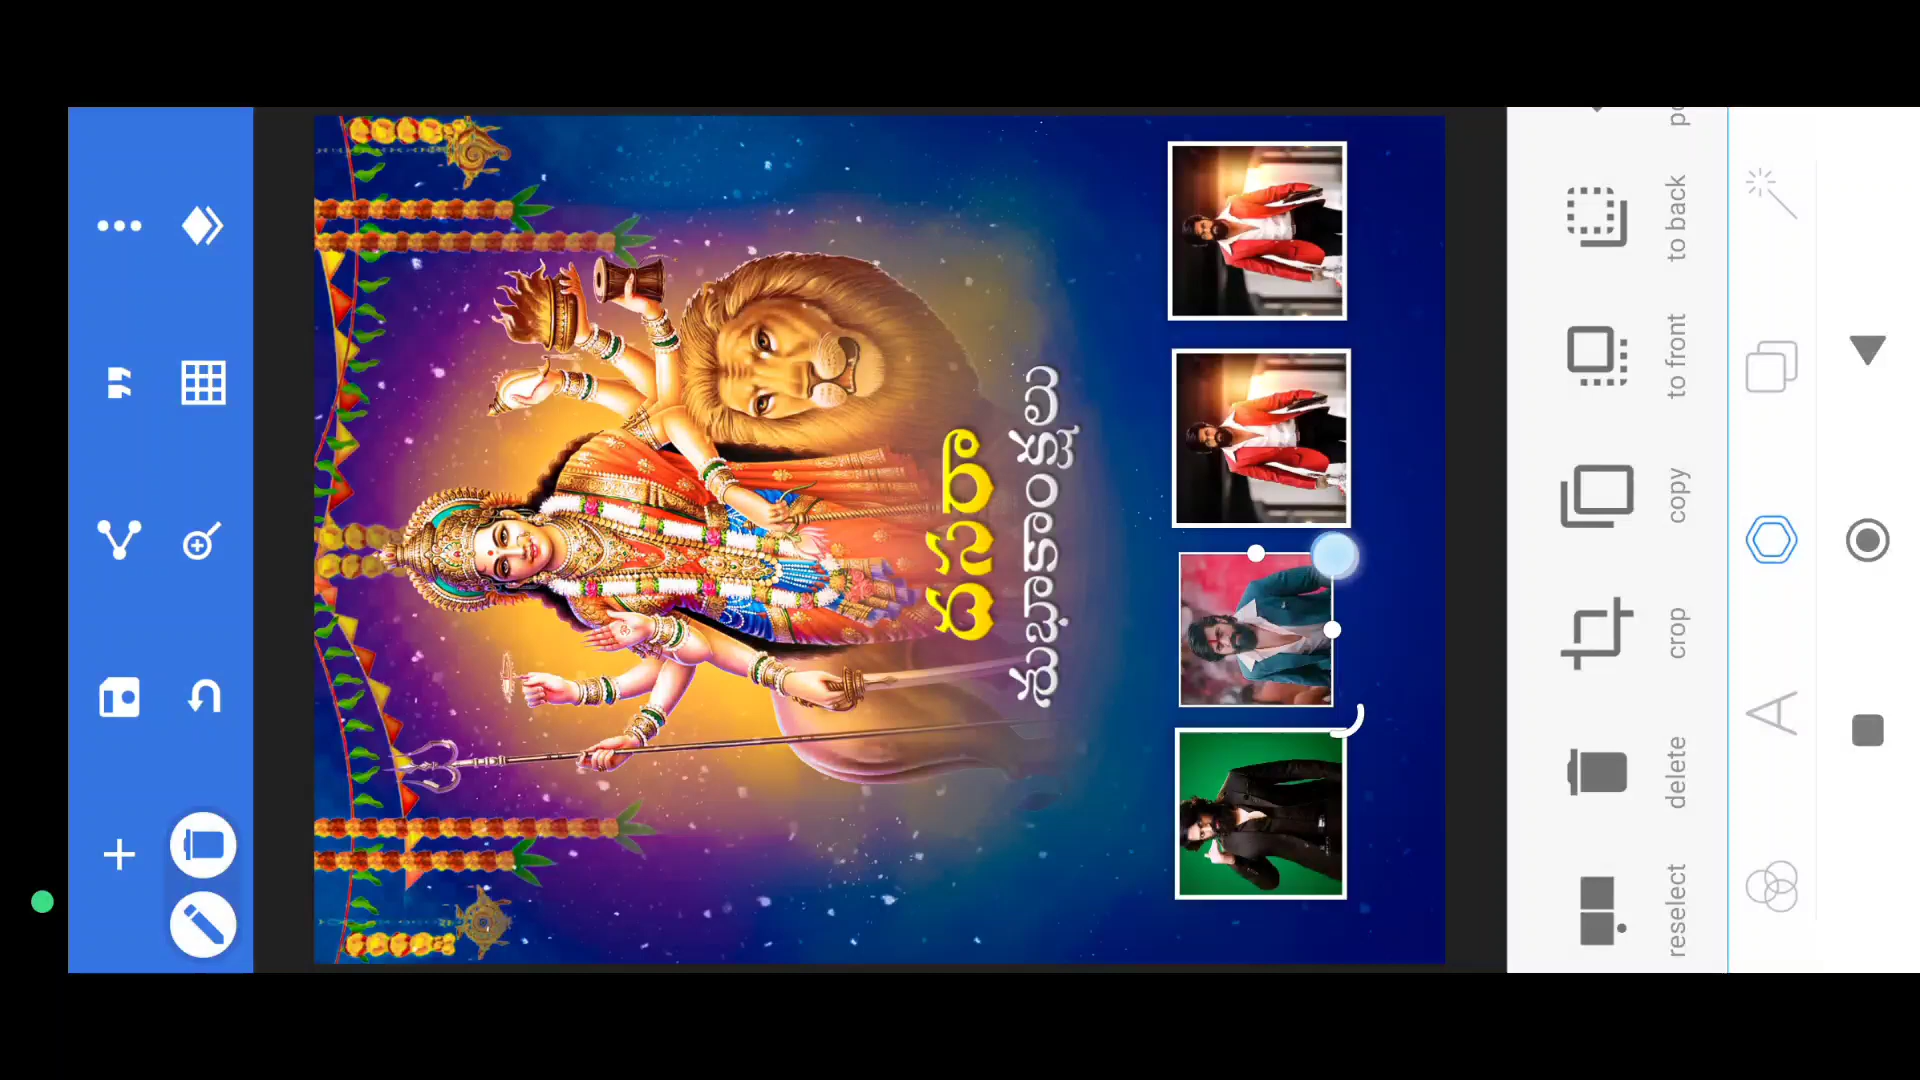 దసరా
శుభాకాంక్షలు
reselect
delete
crop
copy
to front
to back